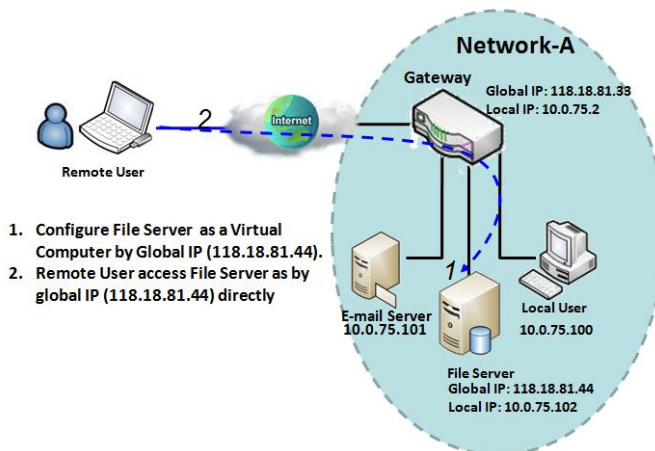 Network-A
Gateway
Global IP: 118.18.81.33
Local IP: 10.0.75.2
2
Internet
Remote User
1. Configure File Server as a Virtual
Computer by Global IP (118.18.81.44).
2. Remote User access File Server as by
global IP (118.18.81.44) directly
1
E-mail Server
10.0.75.101
Local User
10.0.75.100
File Server
Global IP: 118.18.81.44
Local IP: 10.0.75.102